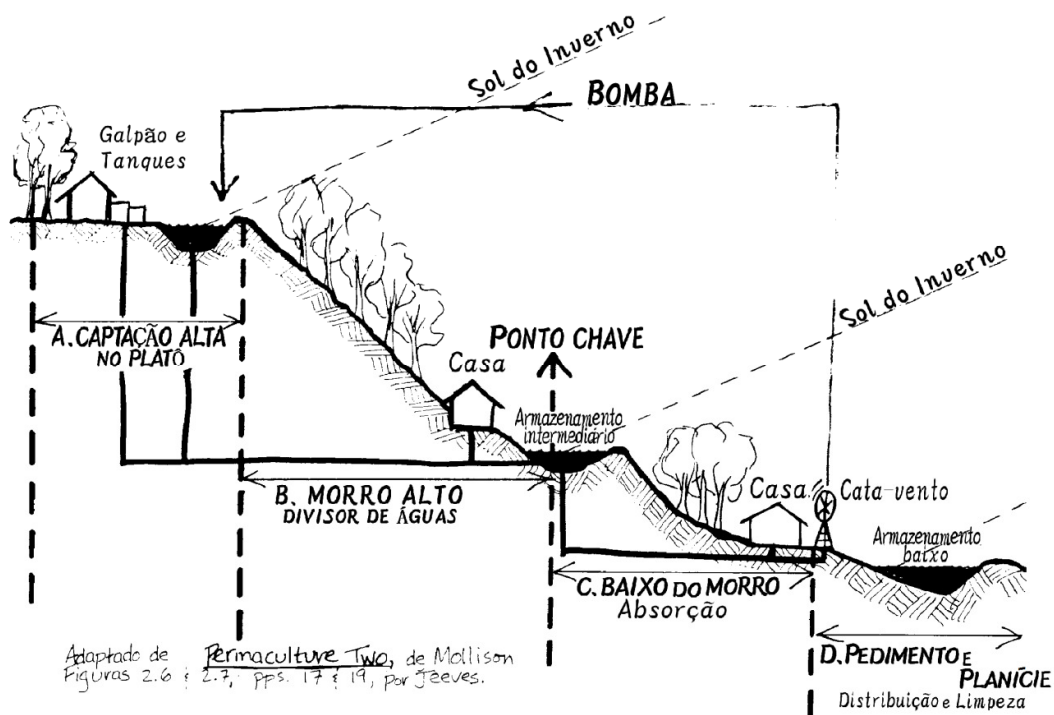 Sol do Inverno
BOMBA
Galpão e
Tanques
Sol do Inverno
A. CAPTAÇÃO ALTA
NO PLATÔ
PONTO CHAVE
Casa
Armazenamento
intermediário
B. MORRO ALTO
DIVISOR DE ÁGUAS
Casa
Cata-vento
Armazenamento
baixo
C. BAIXO DO MORRO
Absorção
D. PEDIMENTO E
PLANÍCIE
Distribuição e Limpeza
Adaptado de Permaculture Two, de Mollison
Figuras 2.6 & 2.7, pps. 17 & 19, por Jeeves.